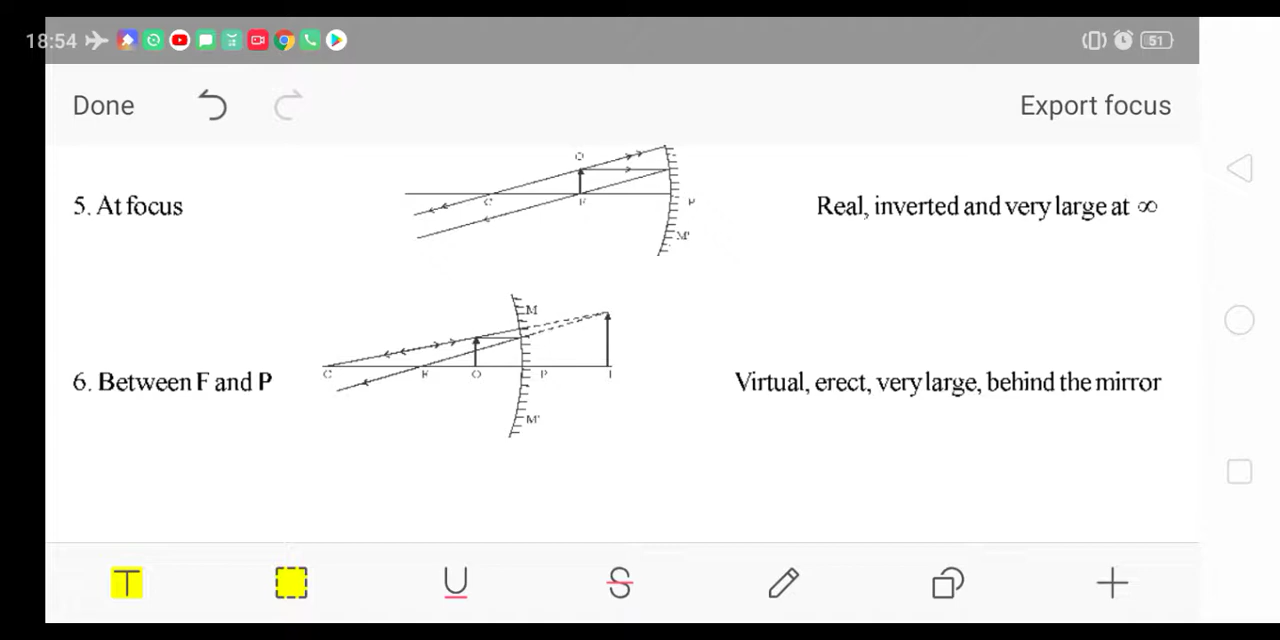 18:54
51
Done
Export focus
O
5. At focus
C
F
P
Real, inverted and very large at ∞
M'
M
6. Between F and P
C
F
O
P
I
Virtual, erect, very large, behind the mirror
M'
T
U
S